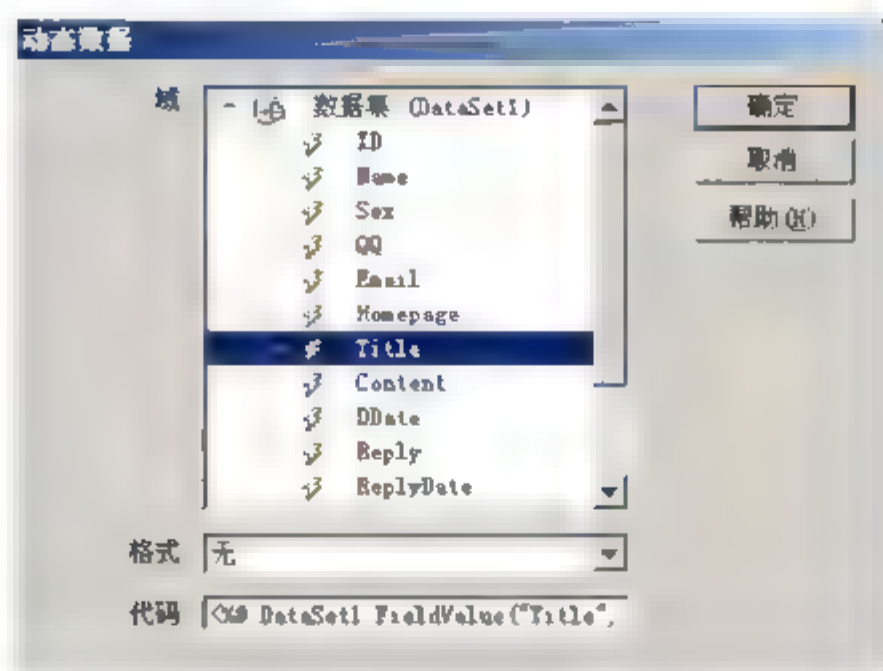 动态数据
域
数据集 (DataSet1)
ID
Name
Sex
QQ
Email
Homepage
Title
Content
DDate
Reply
ReplyDate
确定
取消
帮助(H)
格式
无
代码
<%# DataSet1 FieldValue("Title",